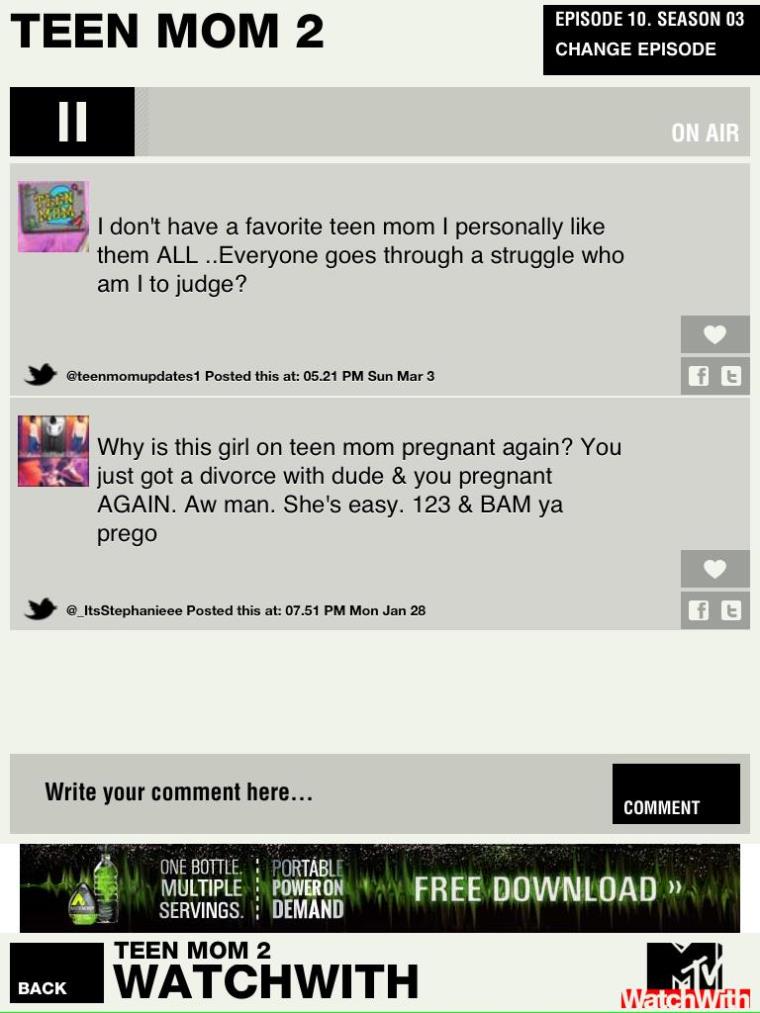 TEEN MOM 2
EPISODE 10. SEASON 03
CHANGE EPISODE
ON AIR
TEEN
MOM
2
I don't have a favorite teen mom I personally like
them ALL ..Everyone goes through a struggle who
am I to judge?
@teenmomupdates1 Posted this at: 05.21 PM Sun Mar 3
Why is this girl on teen mom pregnant again? You
just got a divorce with dude & you pregnant
AGAIN. Aw man. She's easy. 123 & BAM ya
prego
@_ItsStephanieee Posted this at: 07.51 PM Mon Jan 28
Write your comment here...
COMMENT
ONE BOTTLE.
MULTIPLE
SERVINGS.
PORTABLE
POWER ON
DEMAND
FREE DOWNLOAD »
BACK
TEEN MOM 2
WATCHWITH
MTV
WatchWith